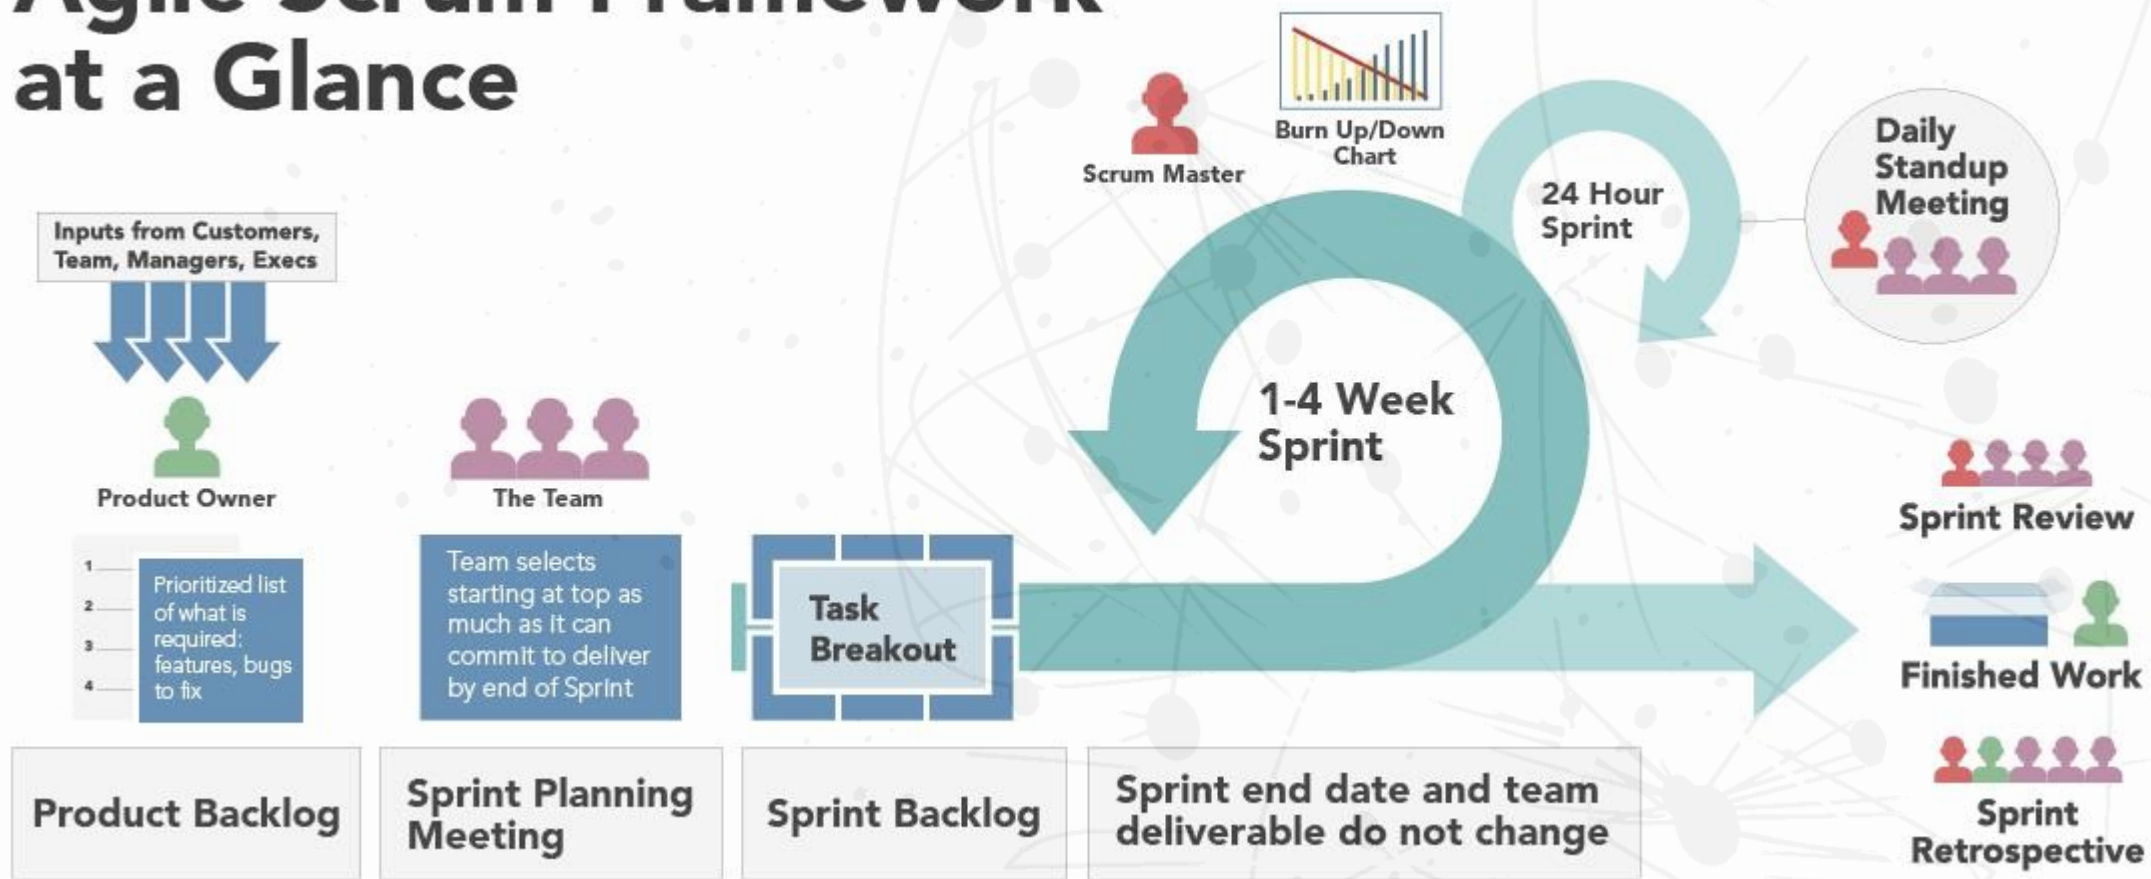 Agile Scrum Framework
at a Glance
Inputs from Customers,
Team, Managers, Execs
Product Owner
1
2
3
4
Prioritized list
of what is
required:
features, bugs
to fix
Product Backlog
The Team
Team selects
starting at top as
much as it can
commit to deliver
by end of Sprint
Sprint Planning
Meeting
Task
Breakout
Sprint Backlog
Scrum Master
Burn Up/Down
Chart
1-4 Week
Sprint
24 Hour
Sprint
Daily
Standup
Meeting
Sprint end date and team
deliverable do not change
Sprint Review
Finished Work
Sprint
Retrospective